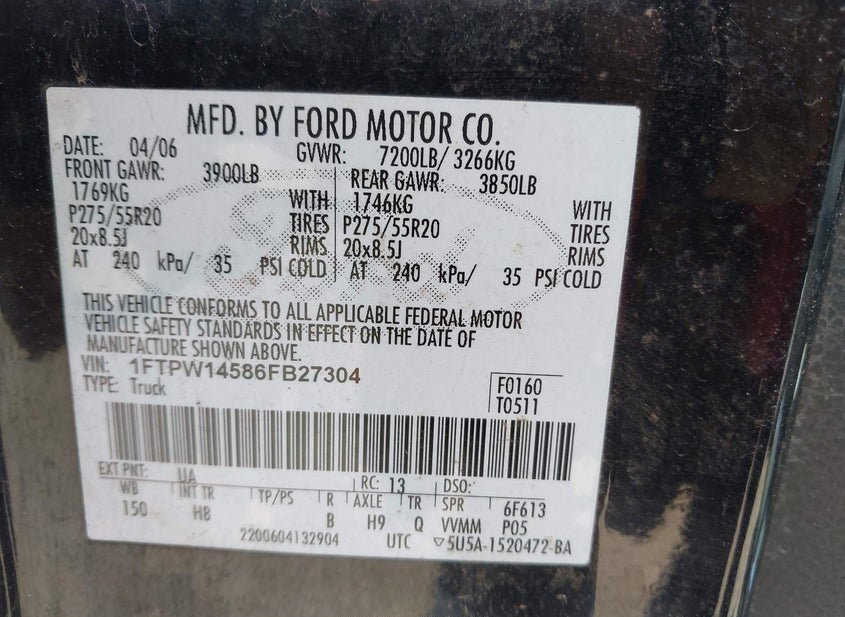 MFD. BY FORD MOTOR CO.
DATE: 04/06 GVWR: 7200LB/ 3266KG
FRONT GAWR: 3900LB REAR GAWR: 3850LB
1769KG WITH 1746KG WITH
P275/55R20 TIRES P275/55R20 TIRES
20x8.5J RIMS 20x8.5J RIMS
AT 240 kPa/ 35 PSI COLD AT 240 kPa/ 35 PSI COLD
THIS VEHICLE CONFORMS TO ALL APPLICABLE FEDERAL MOTOR
VEHICLE SAFETY STANDARDS IN EFFECT ON THE DATE OF
MANUFACTURE SHOWN ABOVE.
VIN: 1FTPW14586FB27304
TYPE: Truck
F0160
T0511
EXT PNT: UA RC: 13 DSO:
WB INT TR TP/PS R AXLE TR SPR 6F613
150 HB B H9 Q VVMM P05
2200604132904 UTC ▽5U5A-1520472-BA